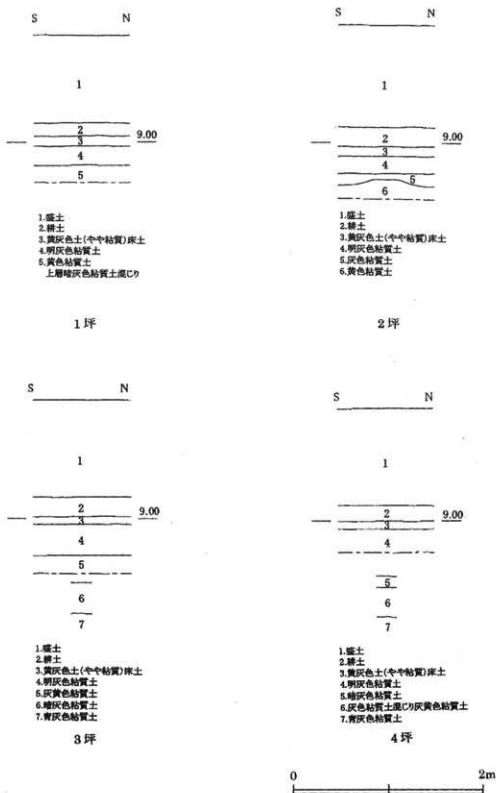 S N
1
2
3
9.00
4
5
1.盛土
2.耕土
3.黄灰色土(やや粘質)床土
4.明灰色粘質土
5.黄色粘質土
上層暗灰色粘質土混じり
1坪
S N
1
2
9.00
3
4
5
6
1.盛土
2.耕土
3.黄灰色土(やや粘質)床土
4.明灰色粘質土
5.灰色粘質土
6.黄色粘質土
2坪
S N
1
2
9.00
3
4
5
6
7
1.盛土
2.耕土
3.黄灰色土(やや粘質)床土
4.明灰色粘質土
5.灰黄色粘質土
6.暗灰色粘質土
7.青灰色粘質土
3坪
S N
1
2
9.00
3
4
5
6
7
1.盛土
2.耕土
3.黄灰色土(やや粘質)床土
4.明灰色粘質土
5.暗灰色粘質土
6.灰色粘質土混じり灰黄色粘質土
7.青灰色粘質土
4坪
0 2m